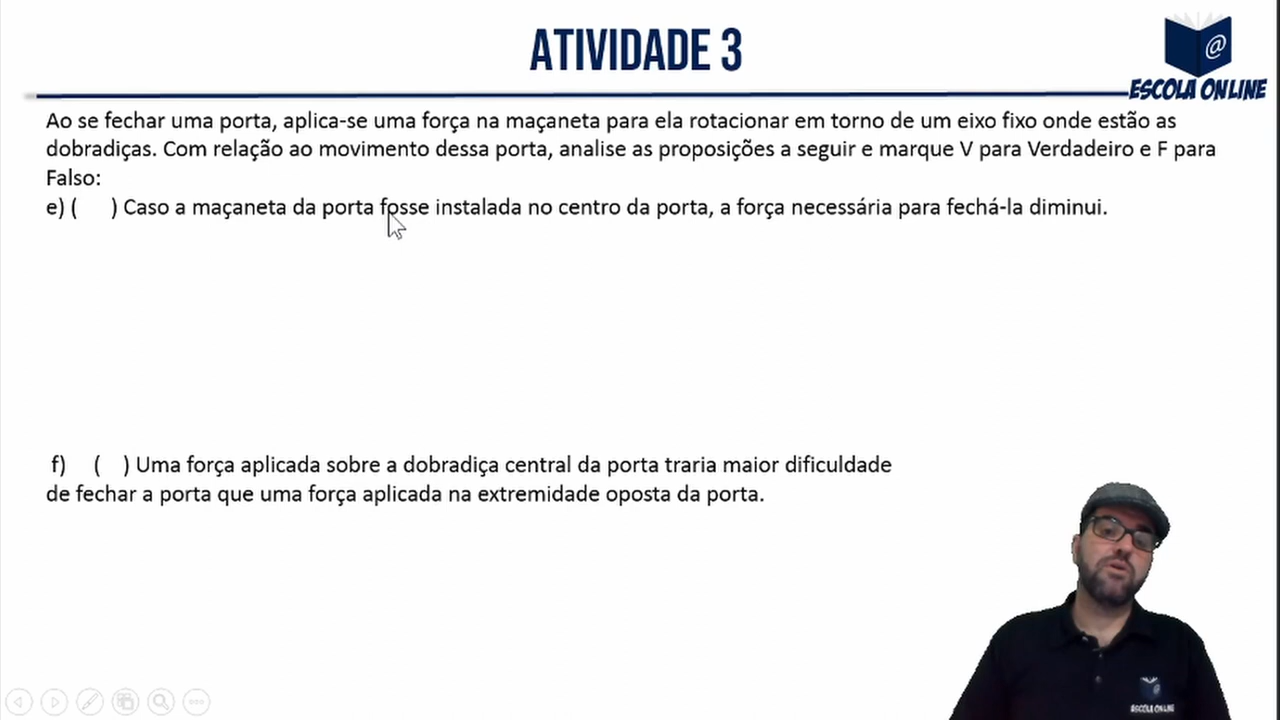 ATIVIDADE 3
@
ESCOLA ONLINE
Ao se fechar uma porta, aplica-se uma força na maçaneta para ela rotacionar em torno de um eixo fixo onde estão as
dobradiças. Com relação ao movimento dessa porta, analise as proposições a seguir e marque V para Verdadeiro e F para
Falso:
e) ( ) Caso a maçaneta da porta fosse instalada no centro da porta, a força necessária para fechá-la diminui.
f) ( ) Uma força aplicada sobre a dobradiça central da porta traria maior dificuldade
de fechar a porta que uma força aplicada na extremidade oposta da porta.
ESCOLA ONLINE